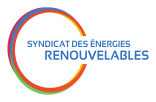 SYNDICAT DES ÉNERGIES
RENOUVELABLES